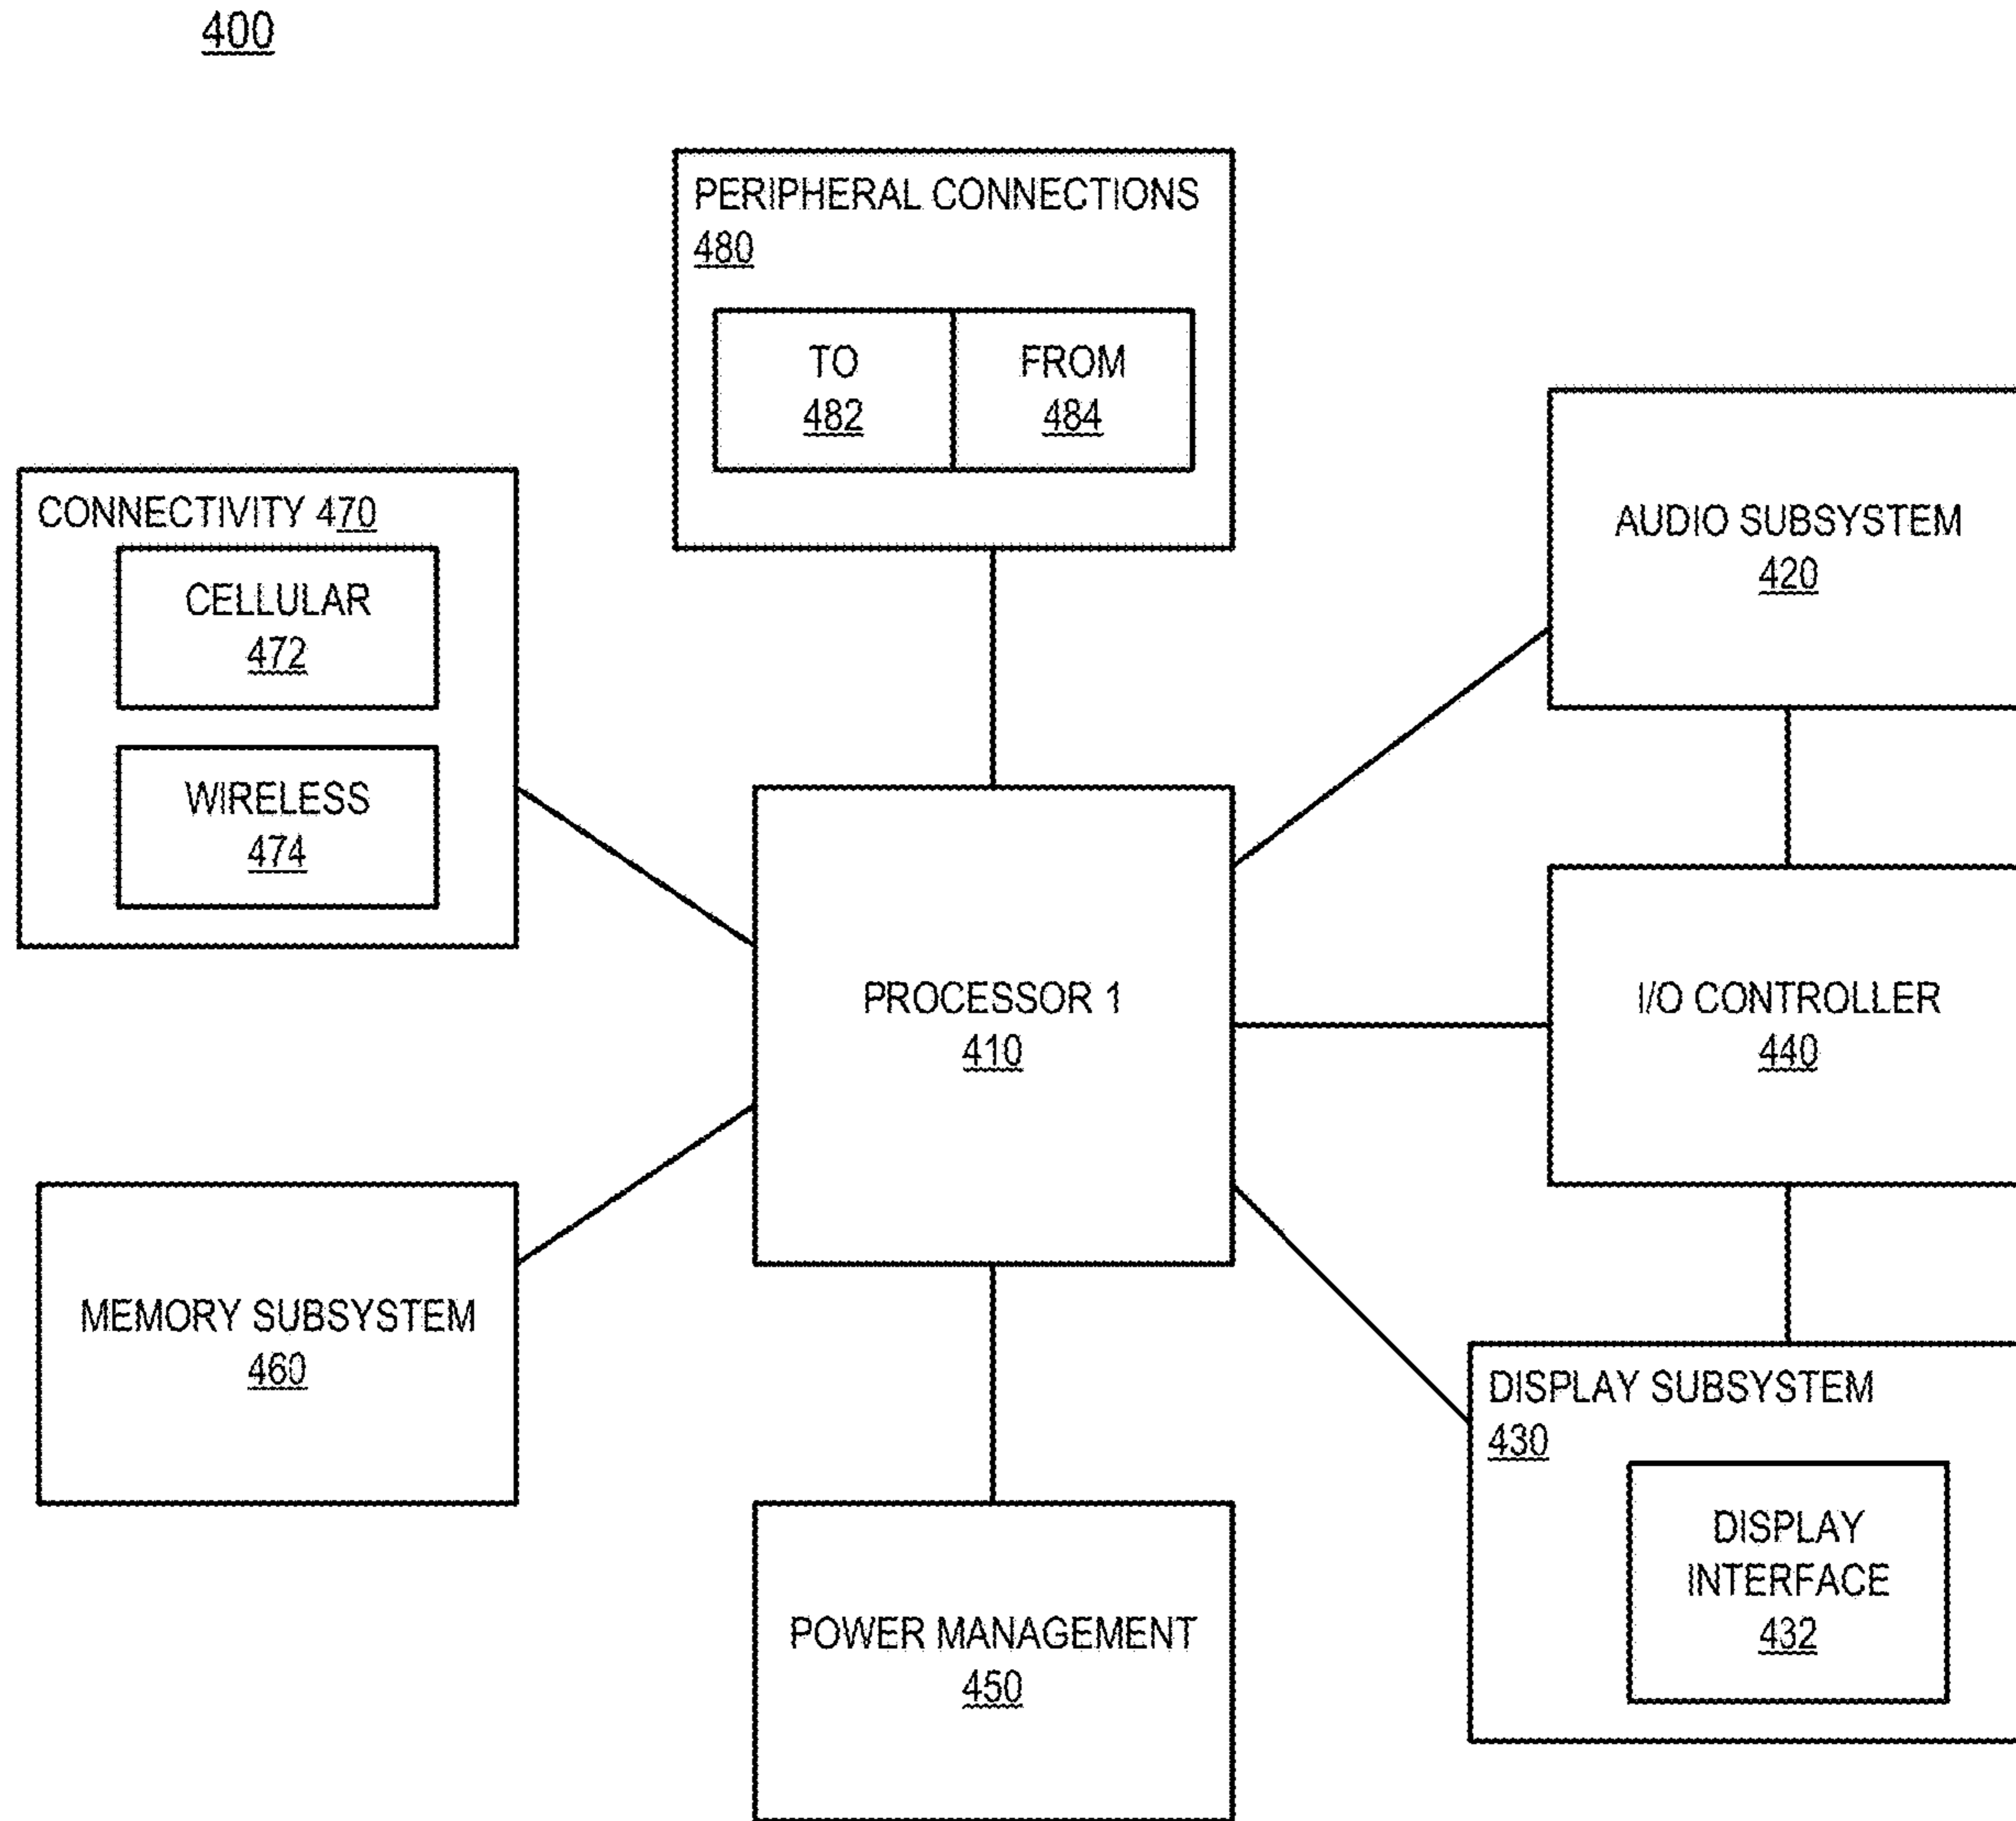 400
PERIPHERAL CONNECTIONS
480
TO
482
FROM
484
CONNECTIVITY 470
CELLULAR
472
WIRELESS
474
AUDIO SUBSYSTEM
420
PROCESSOR 1
410
I/O CONTROLLER
440
MEMORY SUBSYSTEM
460
DISPLAY SUBSYSTEM
430
DISPLAY
INTERFACE
432
POWER MANAGEMENT
450